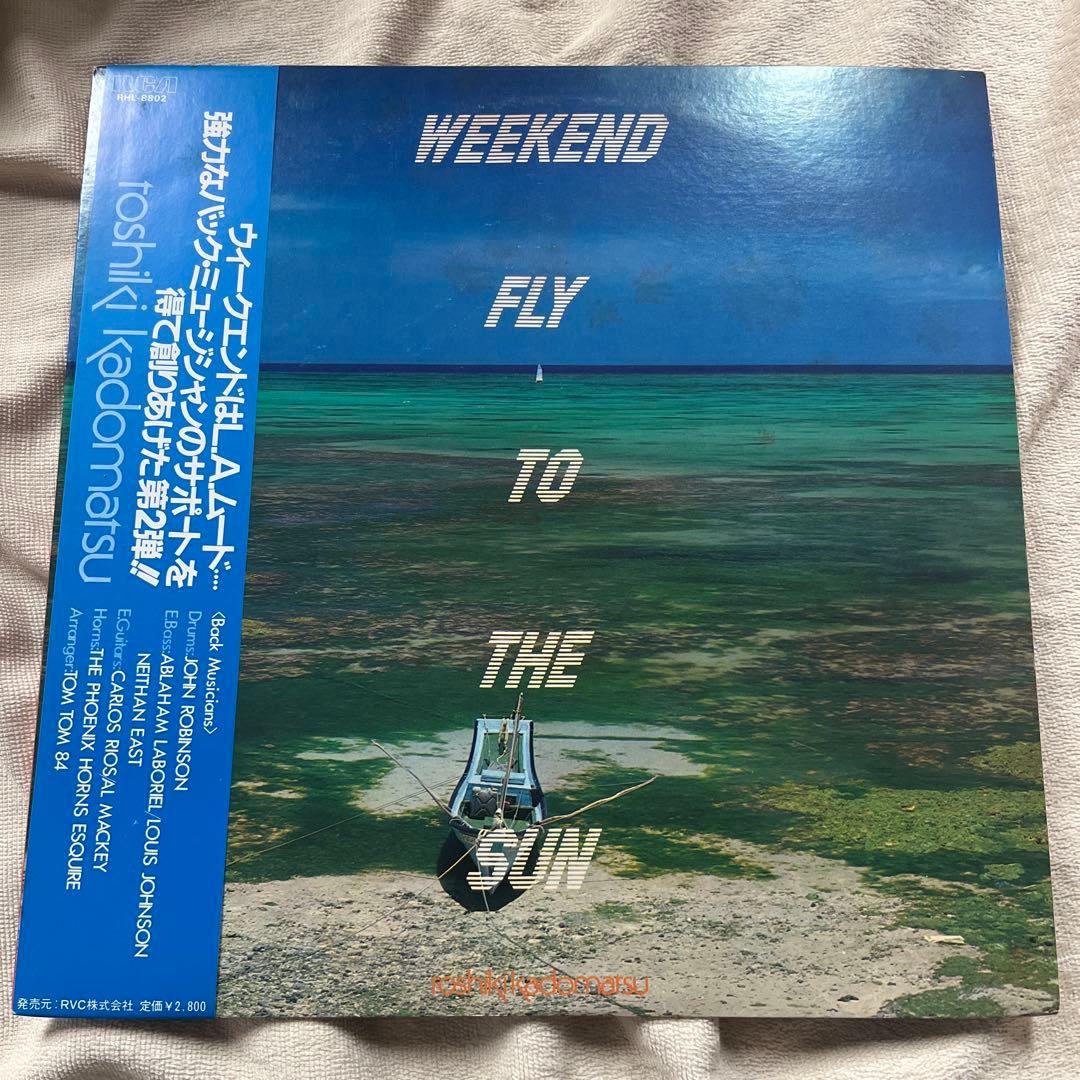 RCA
RHL-8802
ウィークエンドはL.A.ムード….
強力なバック・ミュージシャンのサポートを
得て創りあげた第2弾!!
toshiki kadomatsu
〈Back Musicians〉
Drums:JOHN ROBINSON
E.Bass:ABLAHAM LABORIEL/LOUIS JOHNSON
NEITHAN EAST
E.Guitars:CARLOS RIOS,AL MACKEY
Horns:THE PHOENIX HORNS ESQUIRE
Arranger:TOM TOM 84
発売元：RVC株式会社 定価¥2,800
WEEKEND
FLY
TO
THE
SUN
toshiki kadomatsu